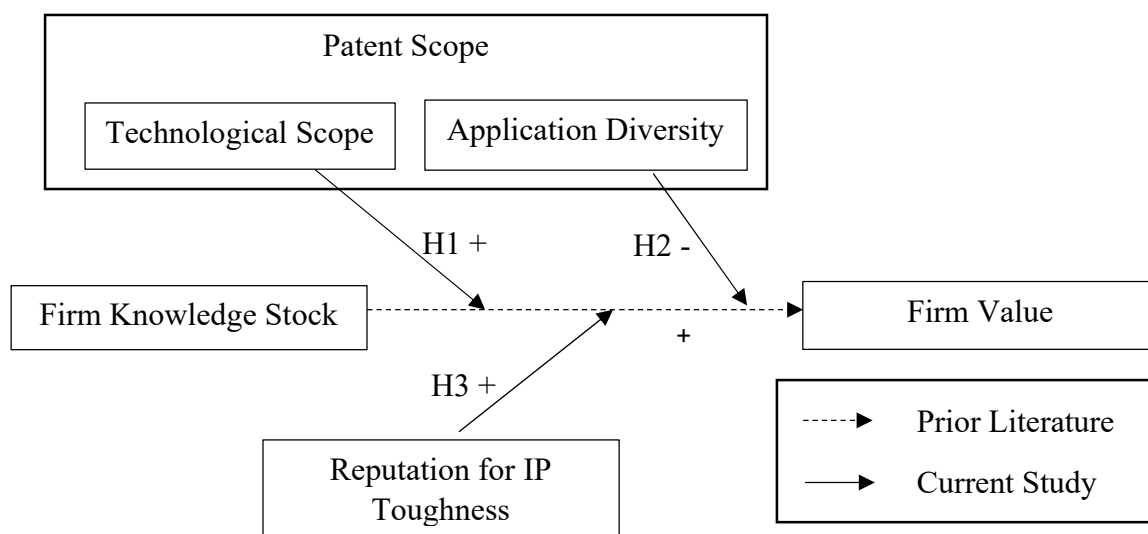 Patent Scope
Technological Scope
Application Diversity
H1 +
H2 -
Firm Knowledge Stock
Firm Value
+
H3 +
Reputation for IP
Toughness
Prior Literature
Current Study